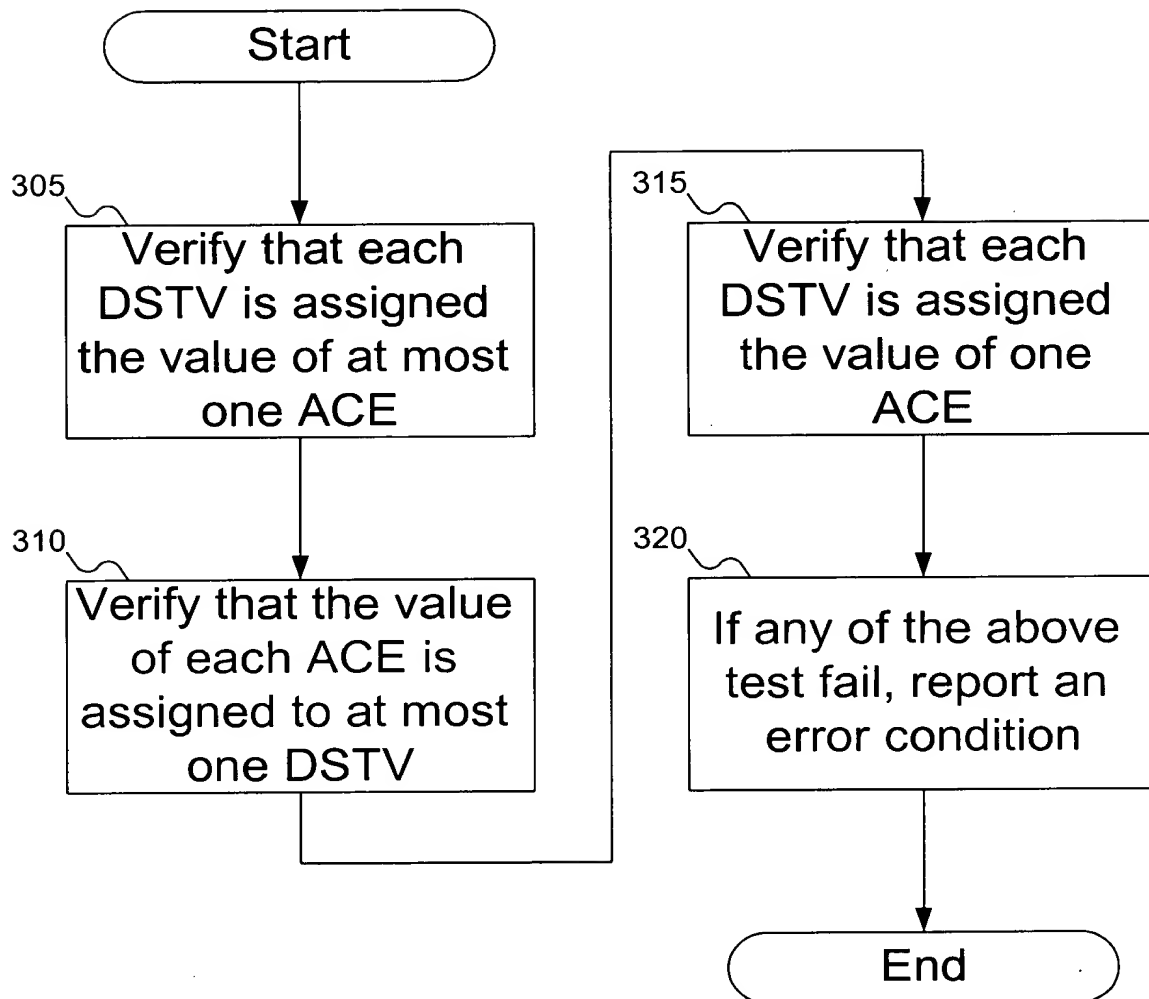 Start
305
Verify that each
DSTV is assigned
the value of at most
one ACE
310
Verify that the value
of each ACE is
assigned to at most
one DSTV
315
Verify that each
DSTV is assigned
the value of one
ACE
320
If any of the above
test fail, report an
error condition
End